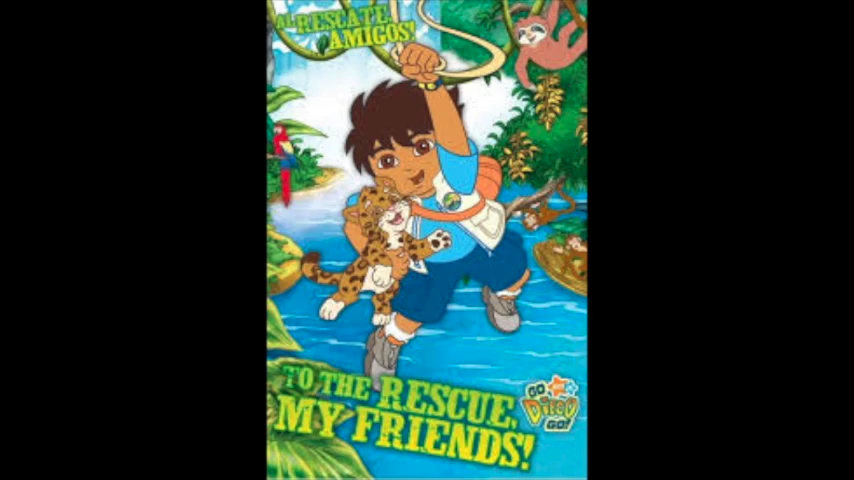 AL RESCATE,
AMIGOS!
TO THE RESCUE,
MY FRIENDS!
GO,
DIEGO
GO!